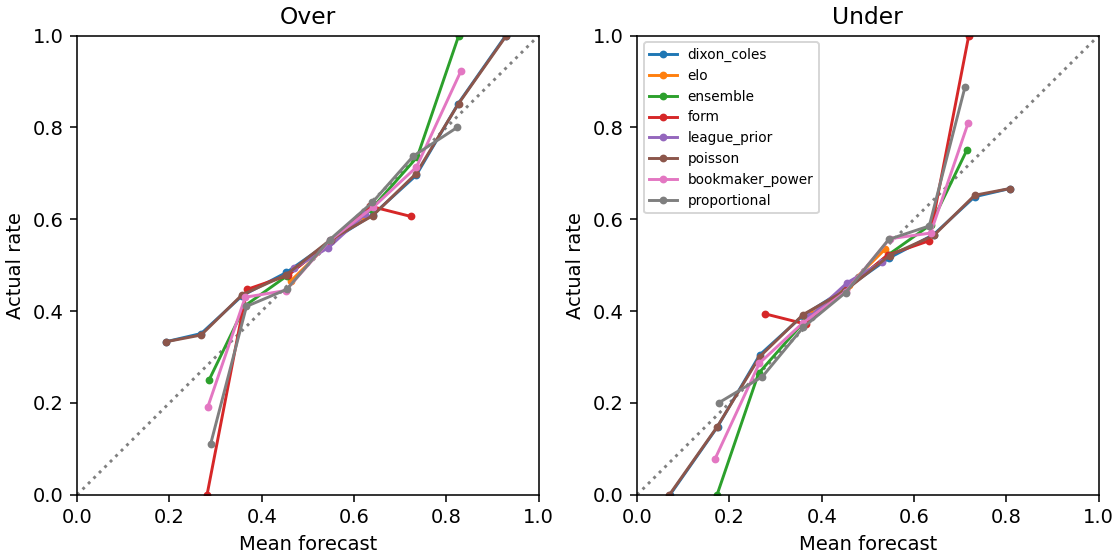 Over
Actual rate
1.0
0.8
0.6
0.4
0.2
0.0
0.0 0.2 0.4 0.6 0.8 1.0
Mean forecast
Under
Actual rate
1.0
0.8
0.6
0.4
0.2
0.0
dixon_coles
elo
ensemble
form
league_prior
poisson
bookmaker_power
proportional
0.0 0.2 0.4 0.6 0.8 1.0
Mean forecast